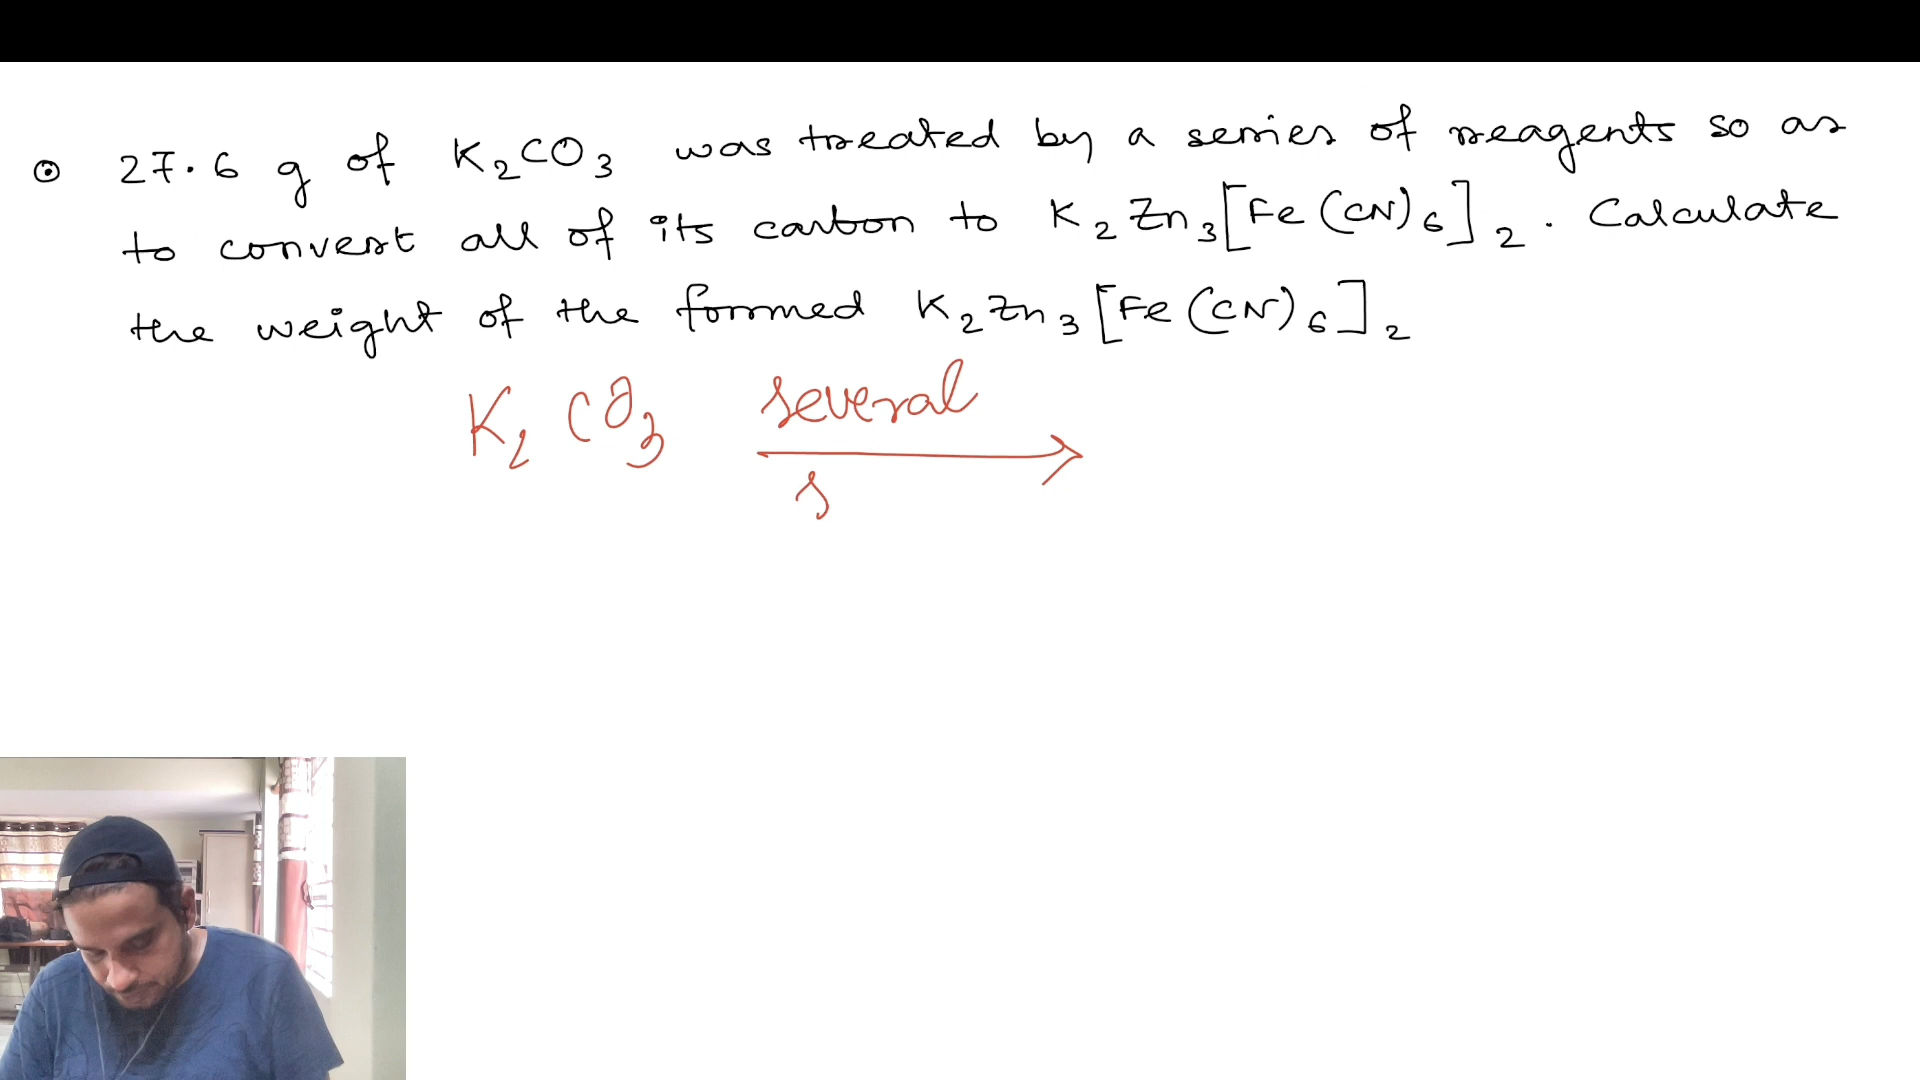 ⊙ 27.6 g of K₂CO₃ was treated by a series of reagents so as
to convert all of its carbon to K₂Zn₃[Fe(CN)₆]₂. Calculate
the weight of the formed K₂Zn₃[Fe(CN)₆]₂
K₂CO₃ several
s